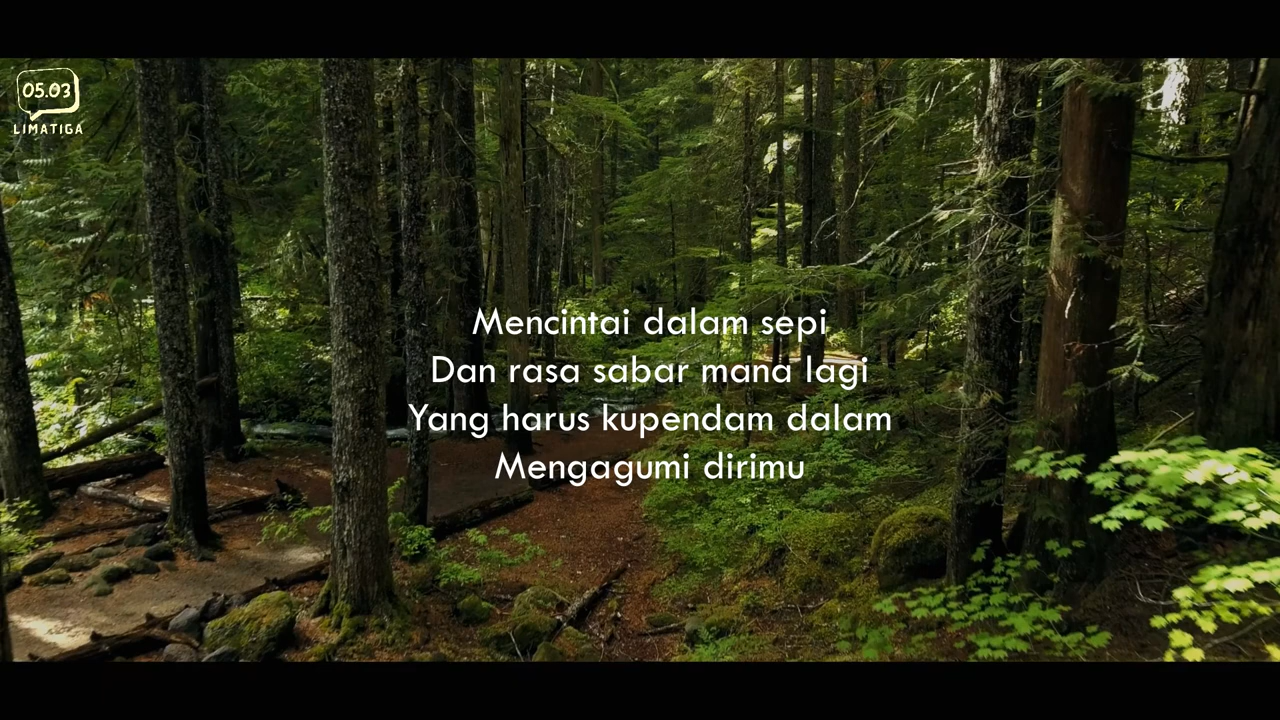 05.03
LIMATIGA
Mencintai dalam sepi
Dan rasa sabar mana lagi
Yang harus kupendam dalam
Mengagumi dirimu